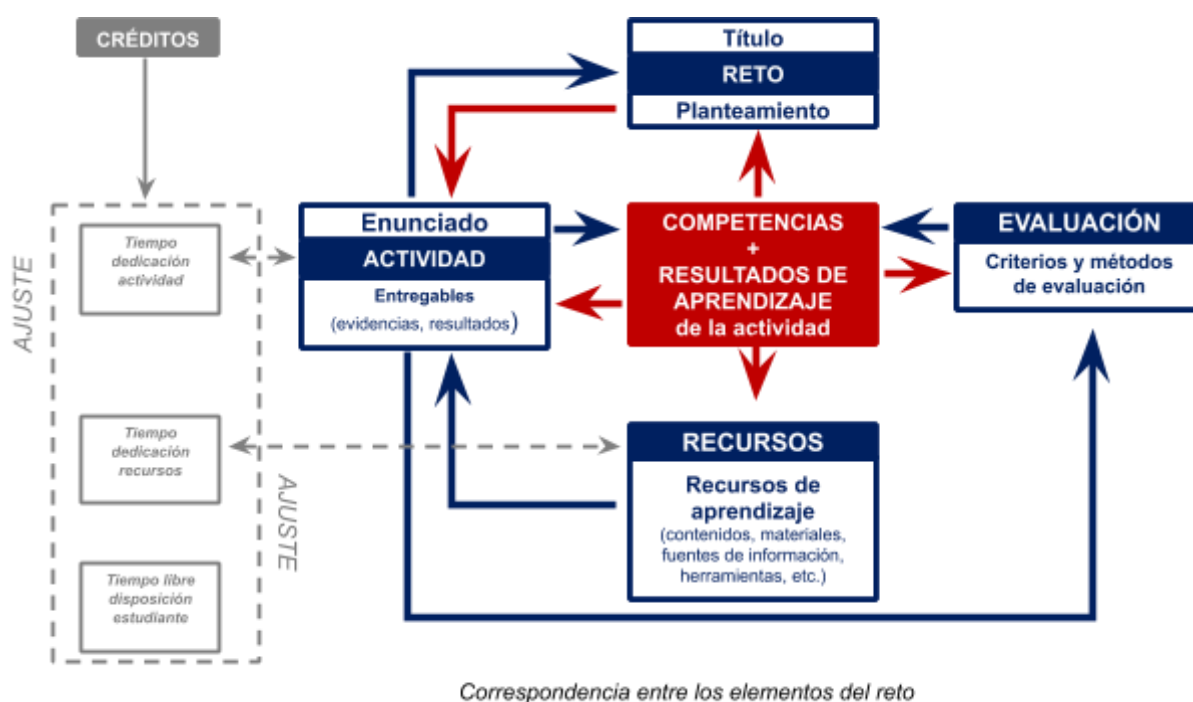 CRÉDITOS
Título
RETO
Planteamiento
Enunciado
ACTIVIDAD
Entregables
(evidencias, resultados)
COMPETENCIAS
+
RESULTADOS DE
APRENDIZAJE
de la actividad
EVALUACIÓN
Criterios y métodos
de evaluación
AJUSTE
Tiempo
dedicación
actividad
Tiempo
dedicación
recursos
Tiempo libre
disposición
estudiante
AJUSTE
RECURSOS
Recursos de
aprendizaje
(contenidos, materiales,
fuentes de información,
herramientas, etc.)
Correspondencia entre los elementos del reto